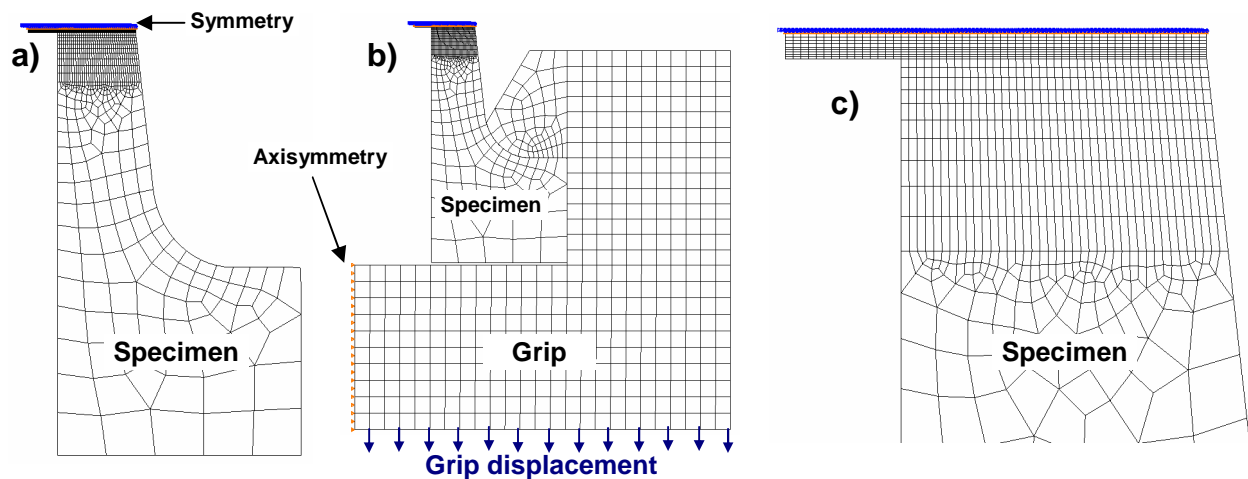 Symmetry
a)
b)
c)
Axisymmetry
Specimen
Specimen
Grip
Specimen
Grip displacement